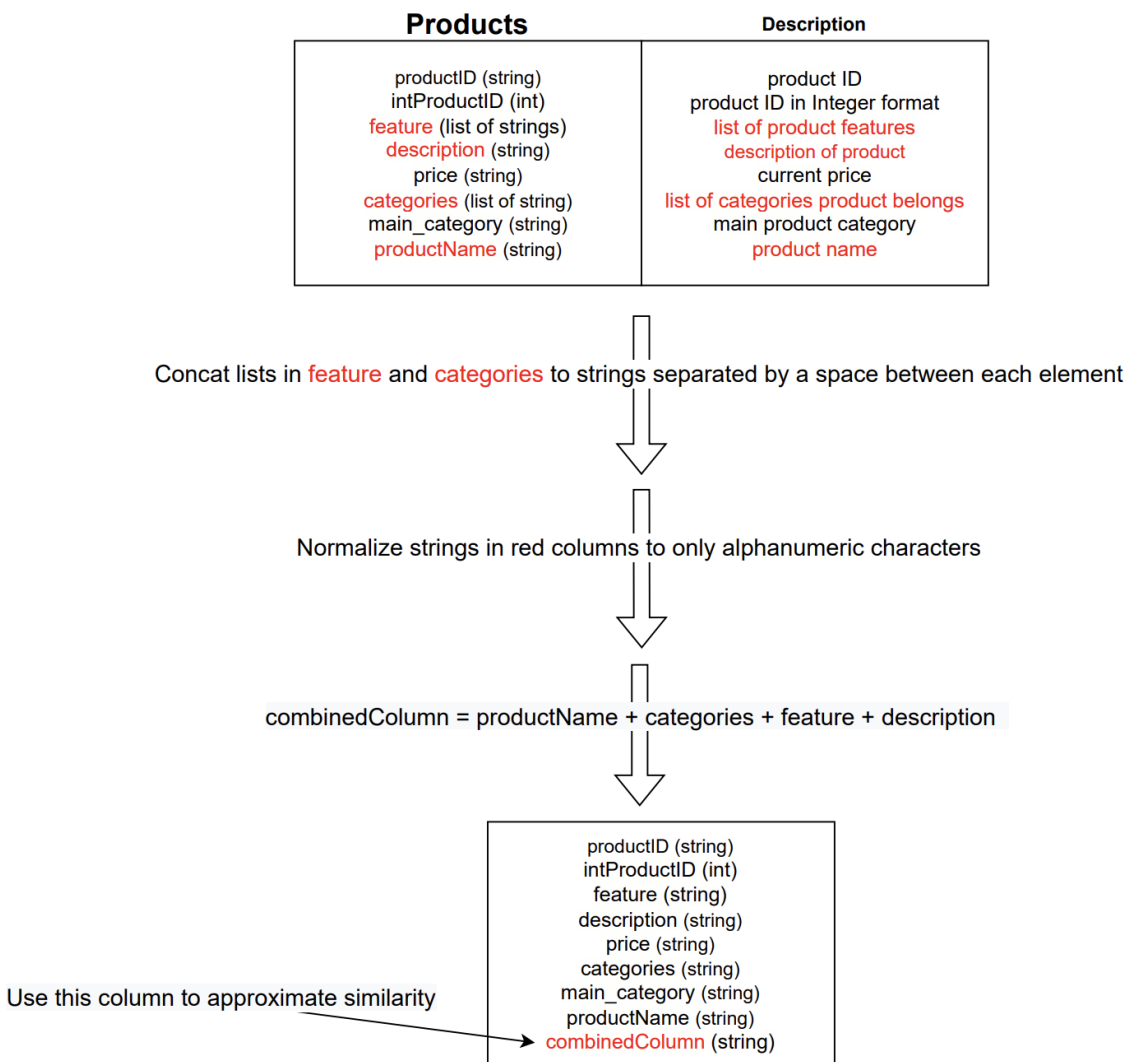 Products
Description
productID (string)
intProductID (int)
feature (list of strings)
description (string)
price (string)
categories (list of string)
main_category (string)
productName (string)
product ID
product ID in Integer format
list of product features
description of product
current price
list of categories product belongs
main product category
product name
Concat lists in feature and categories to strings separated by a space between each element
Normalize strings in red columns to only alphanumeric characters
combinedColumn = productName + categories + feature + description
productID (string)
intProductID (int)
feature (string)
description (string)
price (string)
categories (string)
main_category (string)
productName (string)
combinedColumn (string)
Use this column to approximate similarity